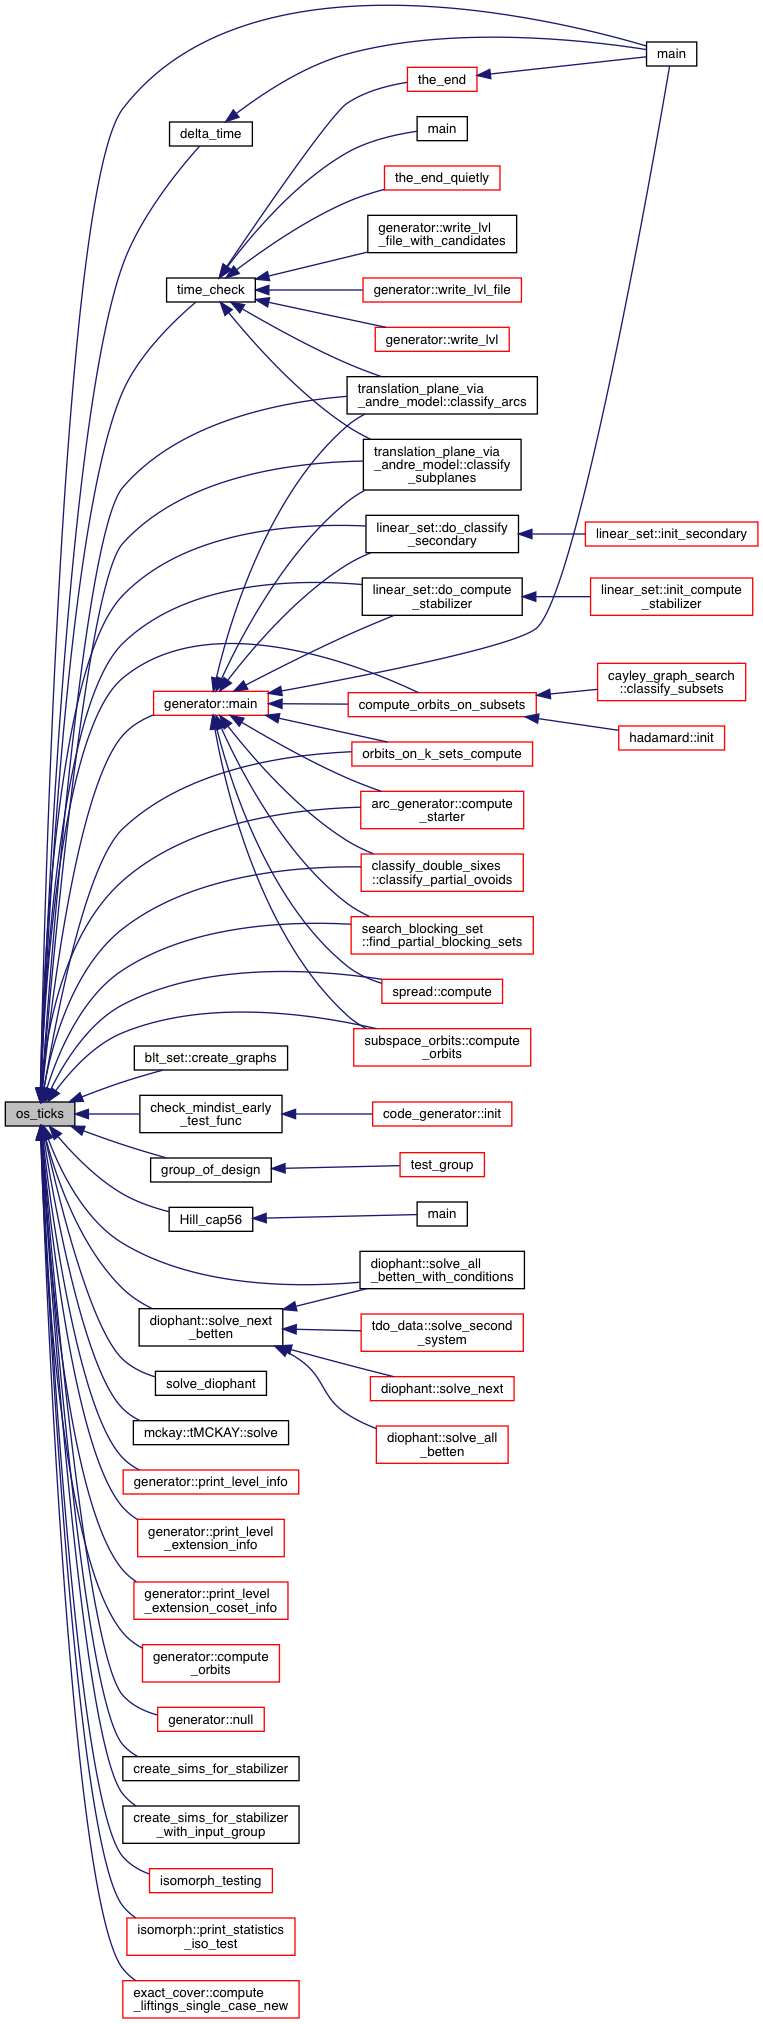 main
the_end
delta_time
main
the_end_quietly
generator::write_lvl
_file_with_candidates
time_check
generator::write_lvl_file
generator::write_lvl
translation_plane_via
_andre_model::classify_arcs
translation_plane_via
_andre_model::classify
_subplanes
linear_set::do_classify
_secondary
linear_set::init_secondary
linear_set::do_compute
_stabilizer
linear_set::init_compute
_stabilizer
generator::main
compute_orbits_on_subsets
cayley_graph_search
::classify_subsets
hadamard::init
orbits_on_k_sets_compute
arc_generator::compute
_starter
classify_double_sixes
::classify_partial_ovoids
search_blocking_set
::find_partial_blocking_sets
spread::compute
subspace_orbits::compute
_orbits
blt_set::create_graphs
os_ticks
check_mindist_early
_test_func
code_generator::init
group_of_design
test_group
Hill_cap56
main
diophant::solve_all
_betten_with_conditions
diophant::solve_next
_betten
tdo_data::solve_second
_system
solve_diophant
diophant::solve_next
mckay::tMCKAY::solve
diophant::solve_all
_betten
generator::print_level_info
generator::print_level
_extension_info
generator::print_level
_extension_coset_info
generator::compute
_orbits
generator::null
create_sims_for_stabilizer
create_sims_for_stabilizer
_with_input_group
isomorph_testing
isomorph::print_statistics
_iso_test
exact_cover::compute
_liftings_single_case_new